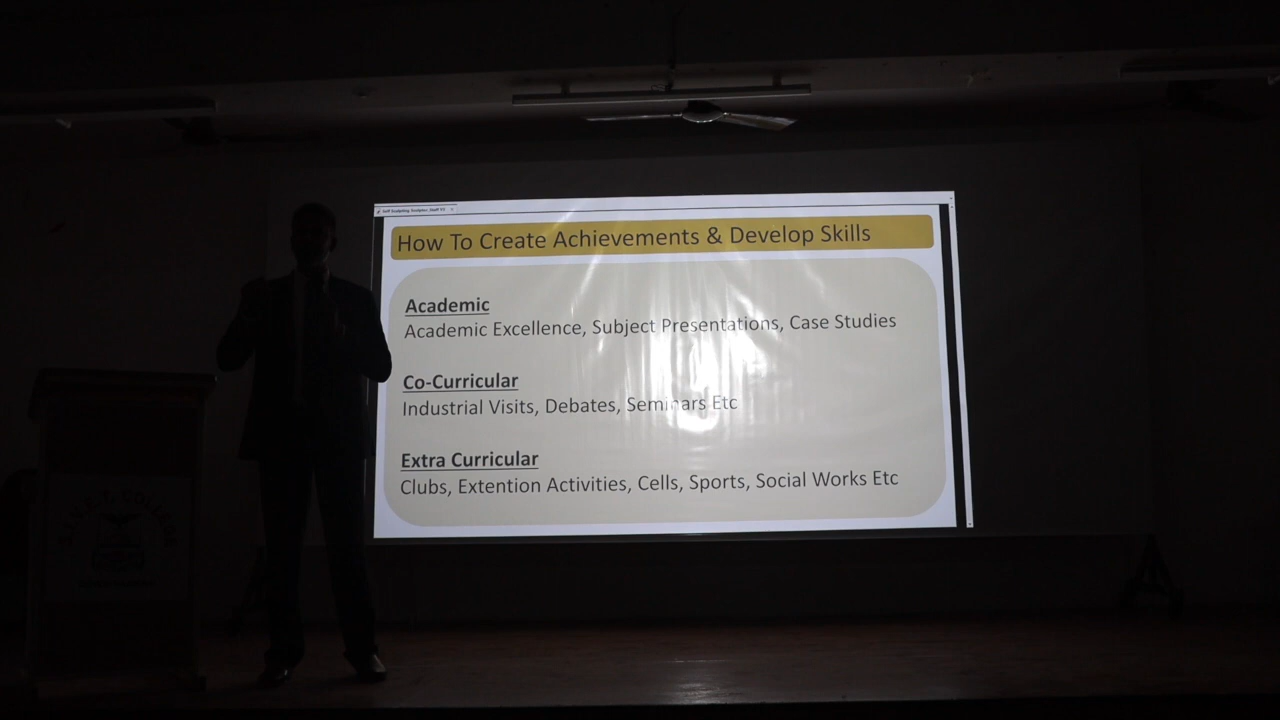 How To Create Achievements & Develop Skills
Academic
Academic Excellence, Subject Presentations, Case Studies
Co-Curricular
Industrial Visits, Debates, Seminars Etc
Extra Curricular
Clubs, Extention Activities, Cells, Sports, Social Works Etc